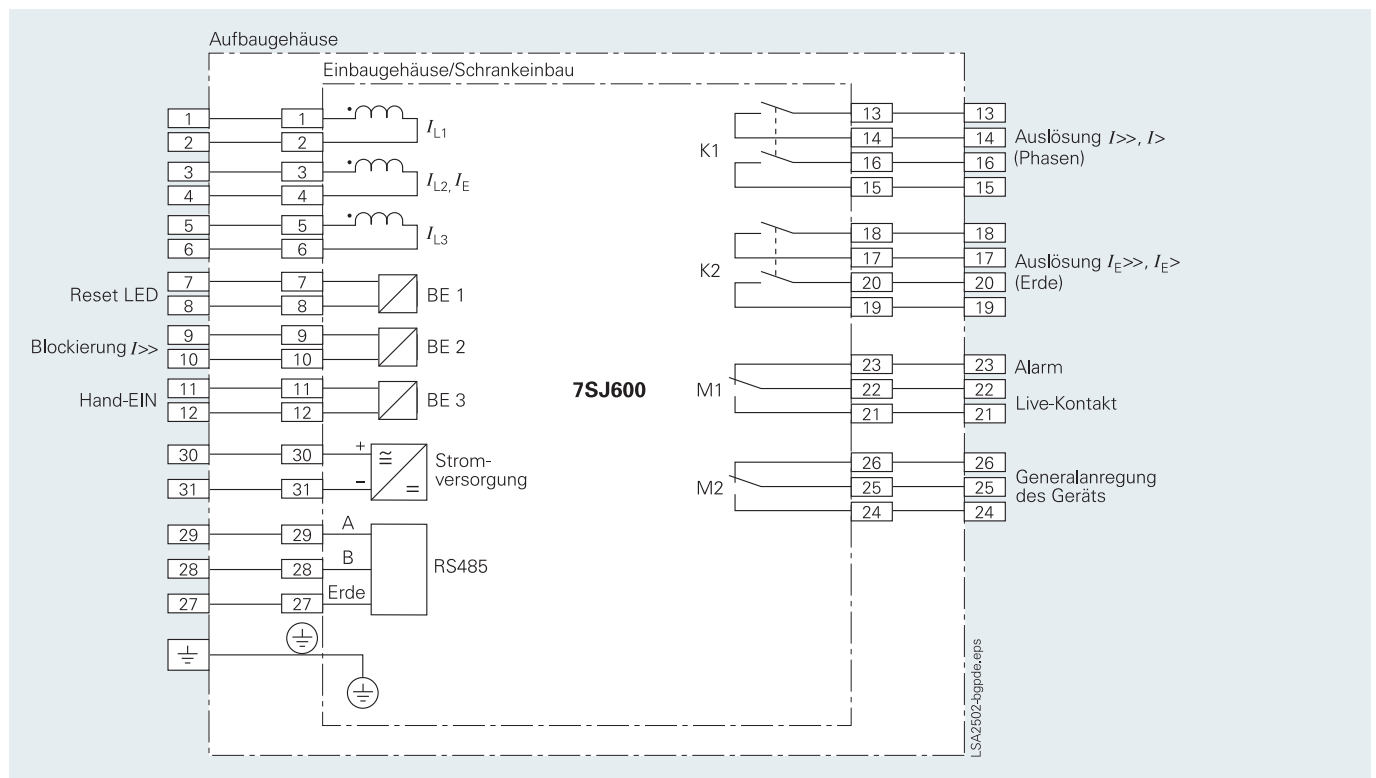 Aufbaugehäuse
Einbaugehäuse/Schrankeinbau
1 1 I_L1
2 2
3 3 I_L2, I_E
4 4
5 5 I_L3
6 6
Reset LED 7 7 BE 1
8 8
Blockierung I>> 9 9 BE 2
10 10
Hand-EIN 11 11 BE 3
12 12
30 30 + ≅ Strom-
31 31 – = versorgung
29 29 A
28 28 B RS485
27 27 Erde
7SJ600
K1 13 13
14 14 Auslösung I>>, I>
16 16 (Phasen)
15 15
K2 18 18
17 17 Auslösung I_E>>, I_E>
20 20 (Erde)
19 19
M1 23 23 Alarm
22 22
21 21 Live-Kontakt
M2 26 26 Generalanregung
25 25 des Geräts
24 24
LSA2502-bgpde.eps